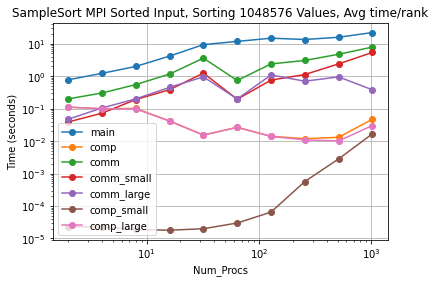 SampleSort MPI Sorted Input, Sorting 1048576 Values, Avg time/rank
Time (seconds)
10^1
10^0
10^-1
10^-2
10^-3
10^-4
10^-5
main
comp
comm
comm_small
comm_large
comp_small
comp_large
10^1
10^2
10^3
Num_Procs